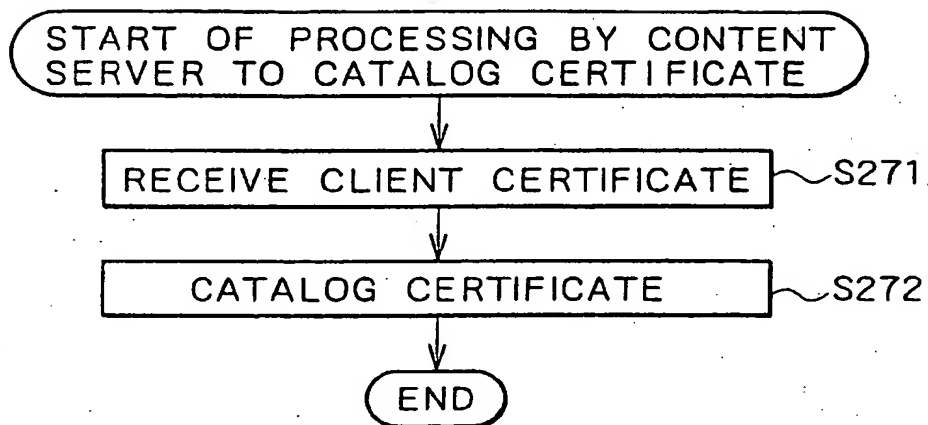 START OF PROCESSING BY CONTENT
SERVER TO CATALOG CERTIFICATE
RECEIVE CLIENT CERTIFICATE S271
CATALOG CERTIFICATE S272
END